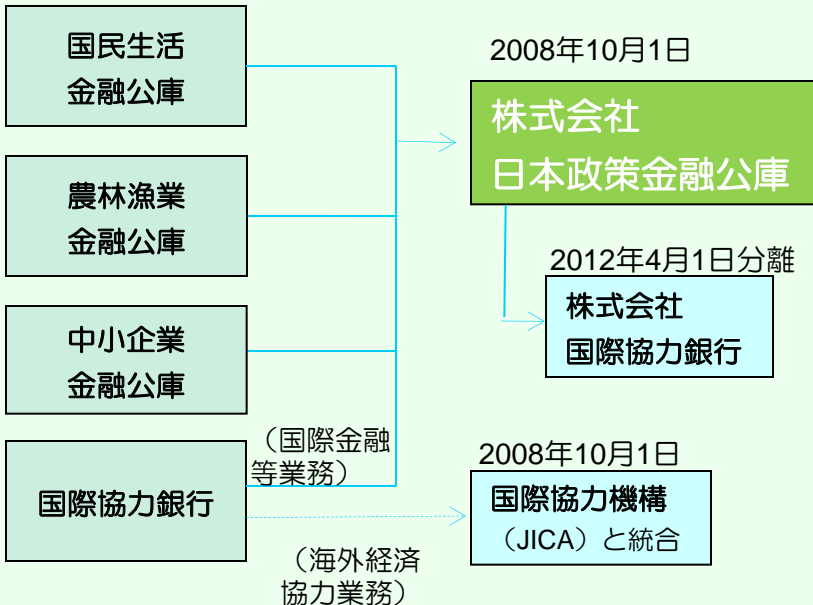 国民生活
金融公庫
農林漁業
金融公庫
中小企業
金融公庫
国際協力銀行
（国際金融
等業務）
（海外経済
協力業務）
2008年10月1日
株式会社
日本政策金融公庫
2012年4月1日分離
株式会社
国際協力銀行
2008年10月1日
国際協力機構
（JICA）と統合